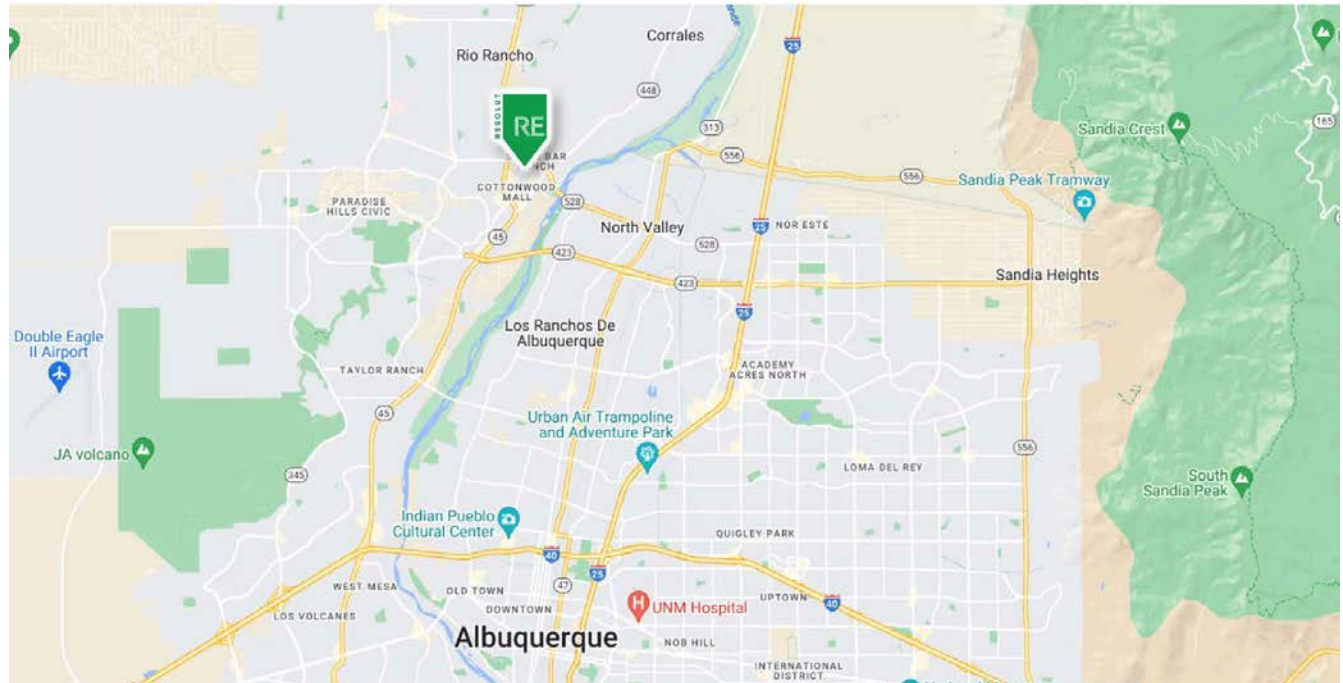 Corrales
25
Rio Rancho
448
RESOLUT
RE
313
165
Sandia Crest
556
556
BAR
COTTONWOOD
MALL
Sandia Peak Tramway
PARADISE
HILLS CIVIC
528
North Valley
25
NOR ESTE
45
528
423
Sandia Heights
423
25
Los Ranchos De
Albuquerque
Double Eagle
II Airport
ACADEMY
ACRES NORTH
TAYLOR RANCH
45
Urban Air Trampoline
and Adventure Park
JA volcano
556
LOMA DEL REY
345
South
Sandia Peak
Indian Pueblo
Cultural Center
QUIGLEY PARK
40
25
47
WEST MESA
OLD TOWN
UPTOWN
40
DOWNTOWN
UNM Hospital
LOS VOLCANES
Albuquerque
NOB HILL
INTERNATIONAL
DISTRICT